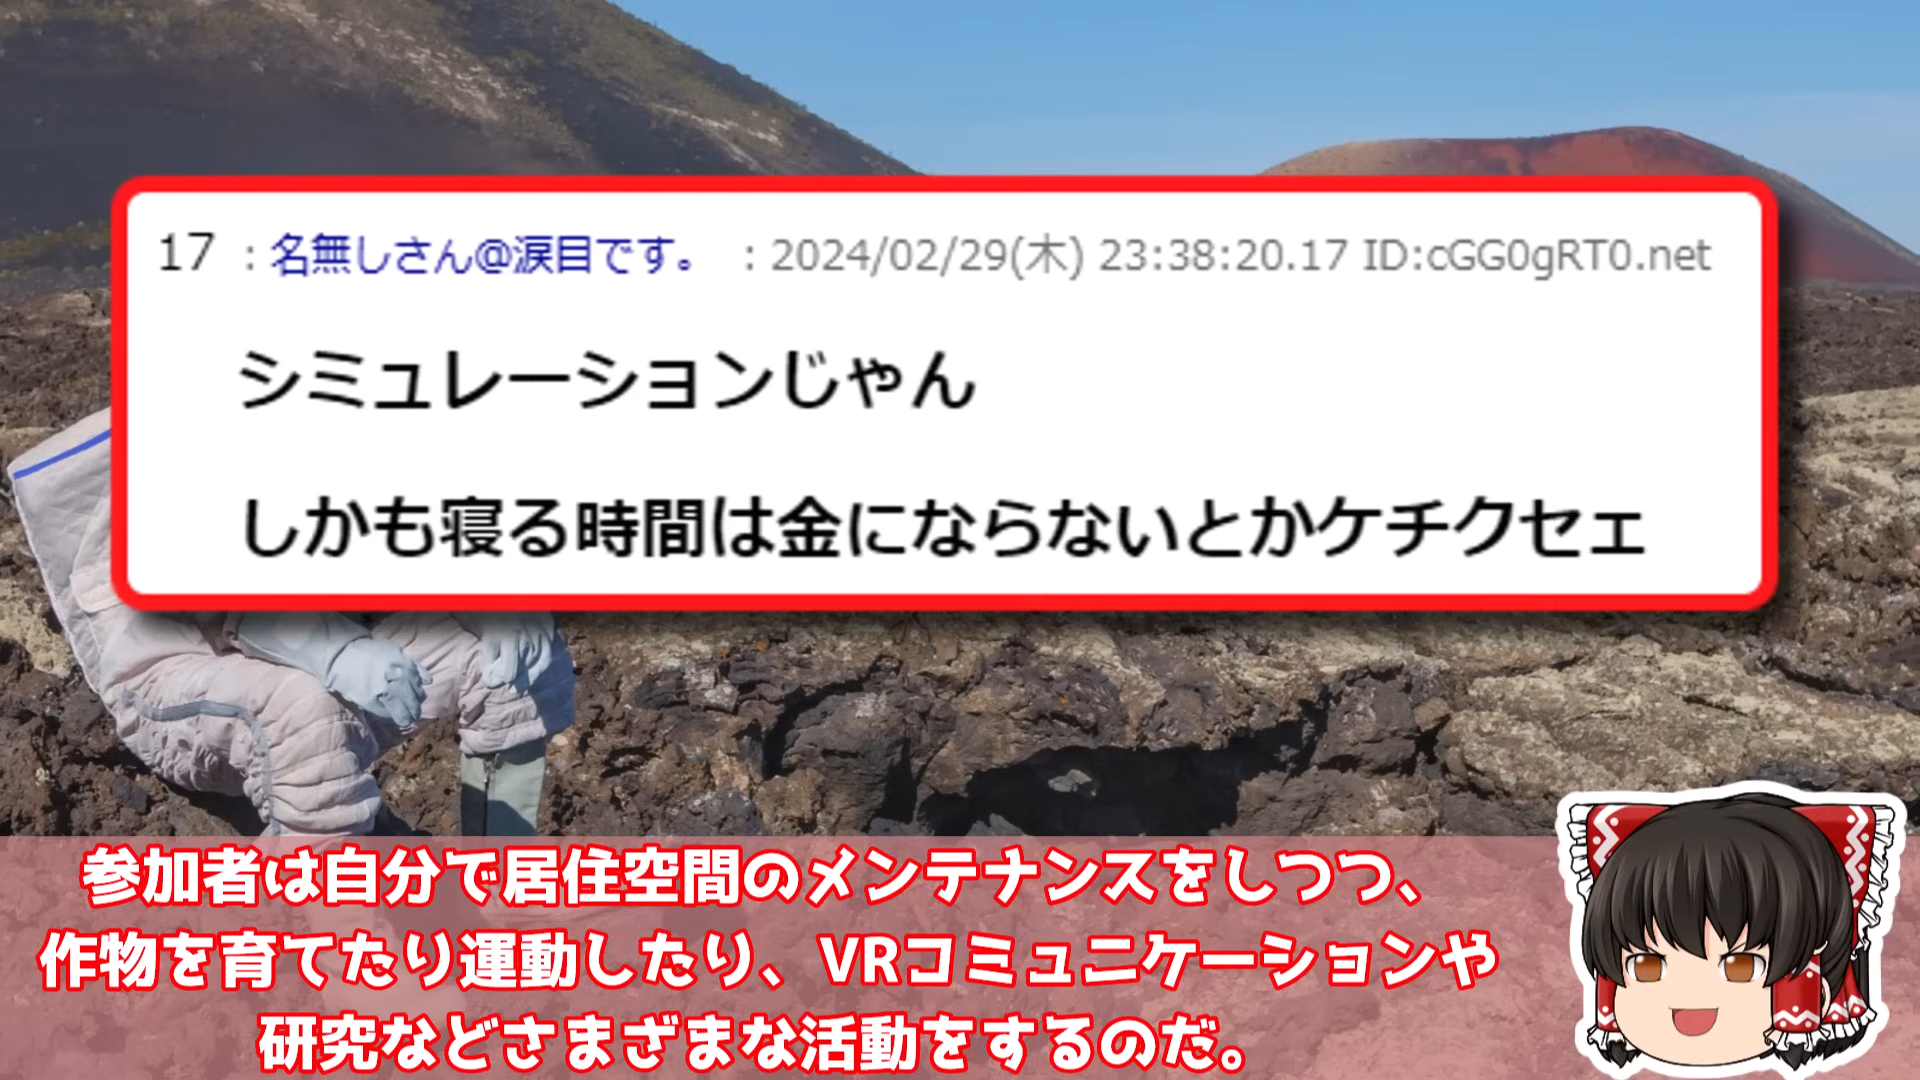 17 : 名無しさん@涙目です。 : 2024/02/29(木) 23:38:20.17 ID:cGG0gRT0.net
シミュレーションじゃん
しかも寝る時間は金にならないとかケチクセェ
参加者は自分で居住空間のメンテナンスをしつつ、
作物を育てたり運動したり、VRコミュニケーションや
研究などさまざまな活動をするのだ。